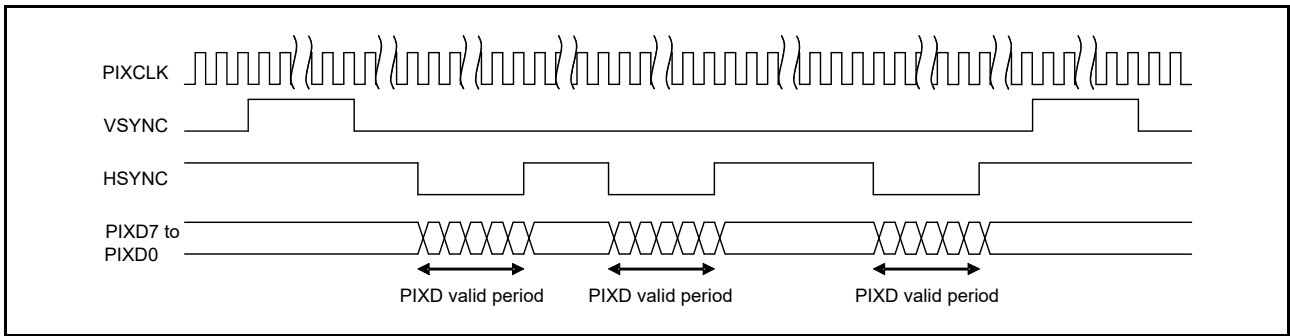 PIXCLK
VSYNC
HSYNC
PIXD7 to
PIXD0
PIXD valid period
PIXD valid period
PIXD valid period